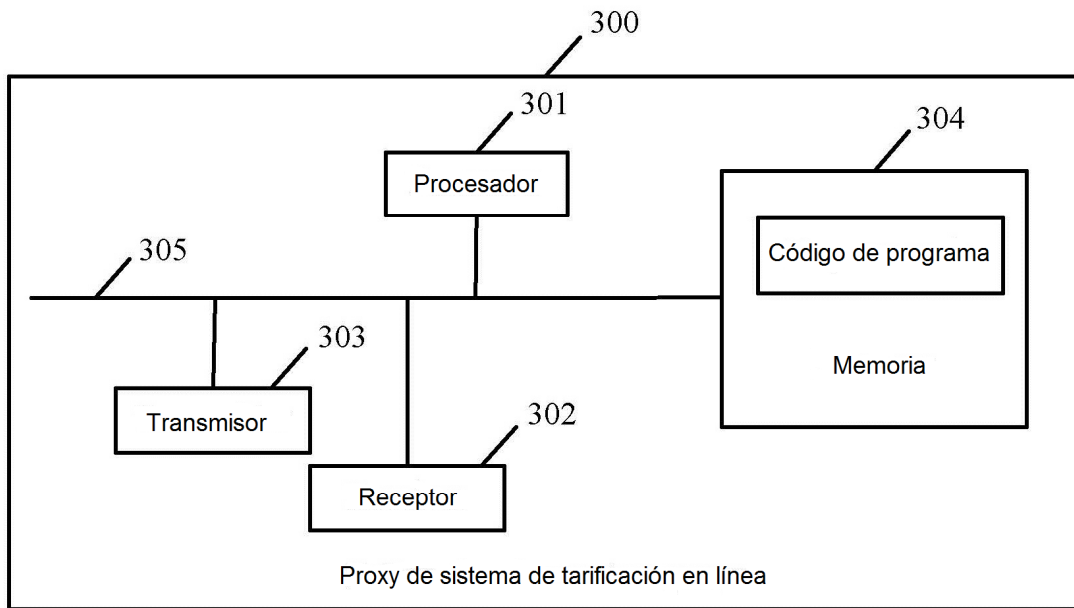 300
301
304
Procesador
Código de programa
305
303
Memoria
Transmisor
302
Receptor
Proxy de sistema de tarificación en línea